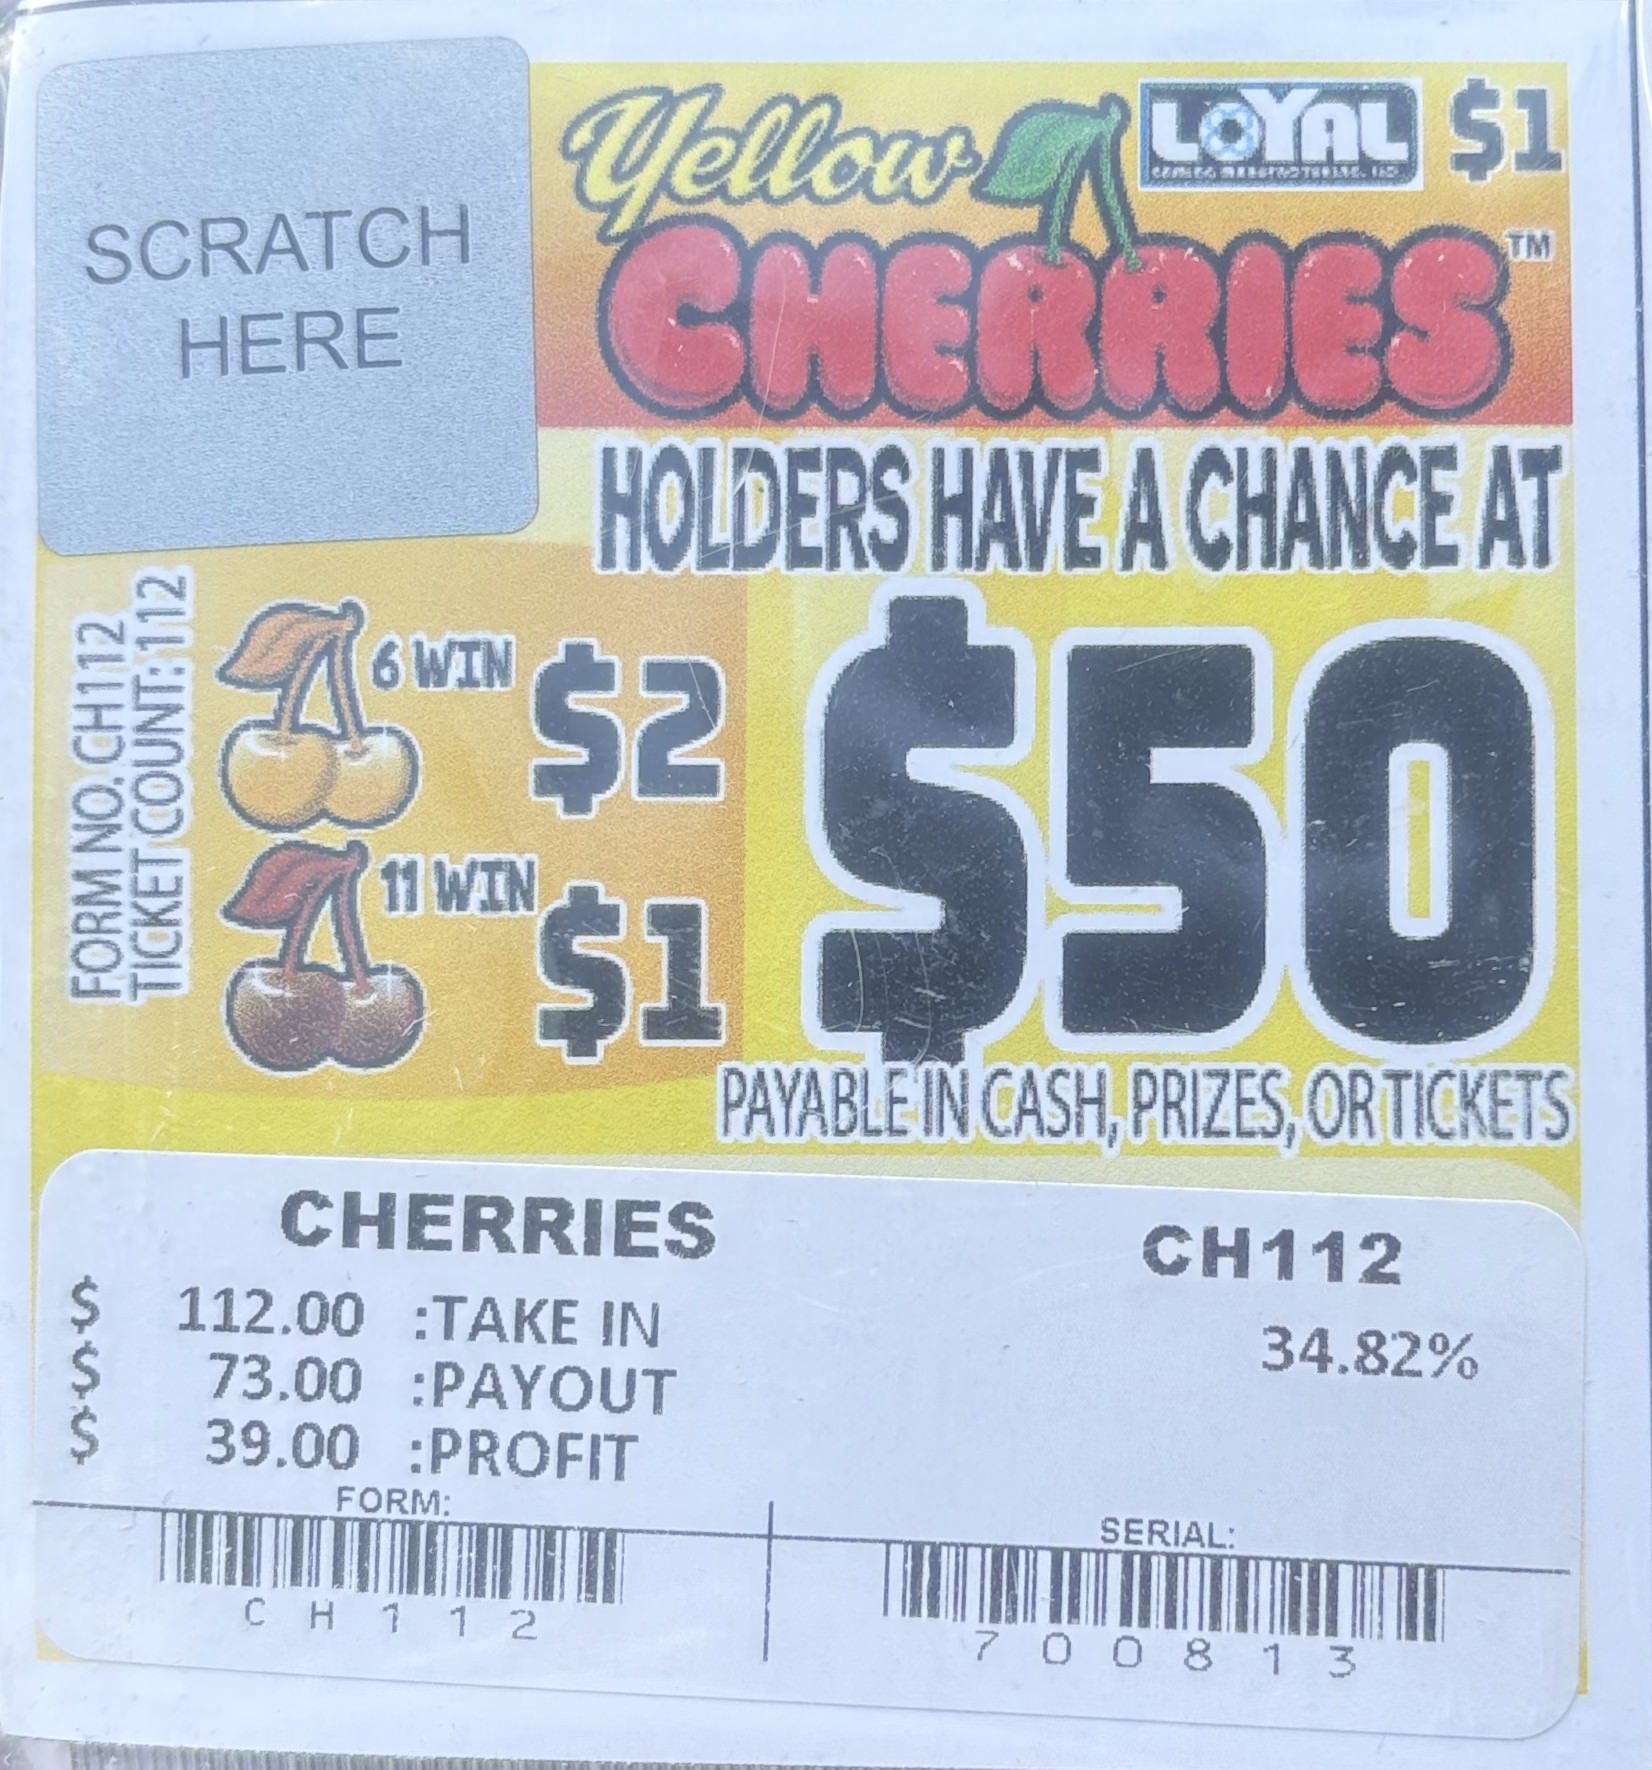 SCRATCH
HERE
Yellow
LOYAL
$1
CHERRIES™
HOLDERS HAVE A CHANCE AT
$50
FORM NO. CH112
TICKET COUNT: 112
6 WIN $2
11 WIN $1
PAYABLE IN CASH, PRIZES, OR TICKETS
CHERRIES
CH112
$ 112.00 :TAKE IN
34.82%
$ 73.00 :PAYOUT
$ 39.00 :PROFIT
FORM:
CH112
SERIAL:
700813